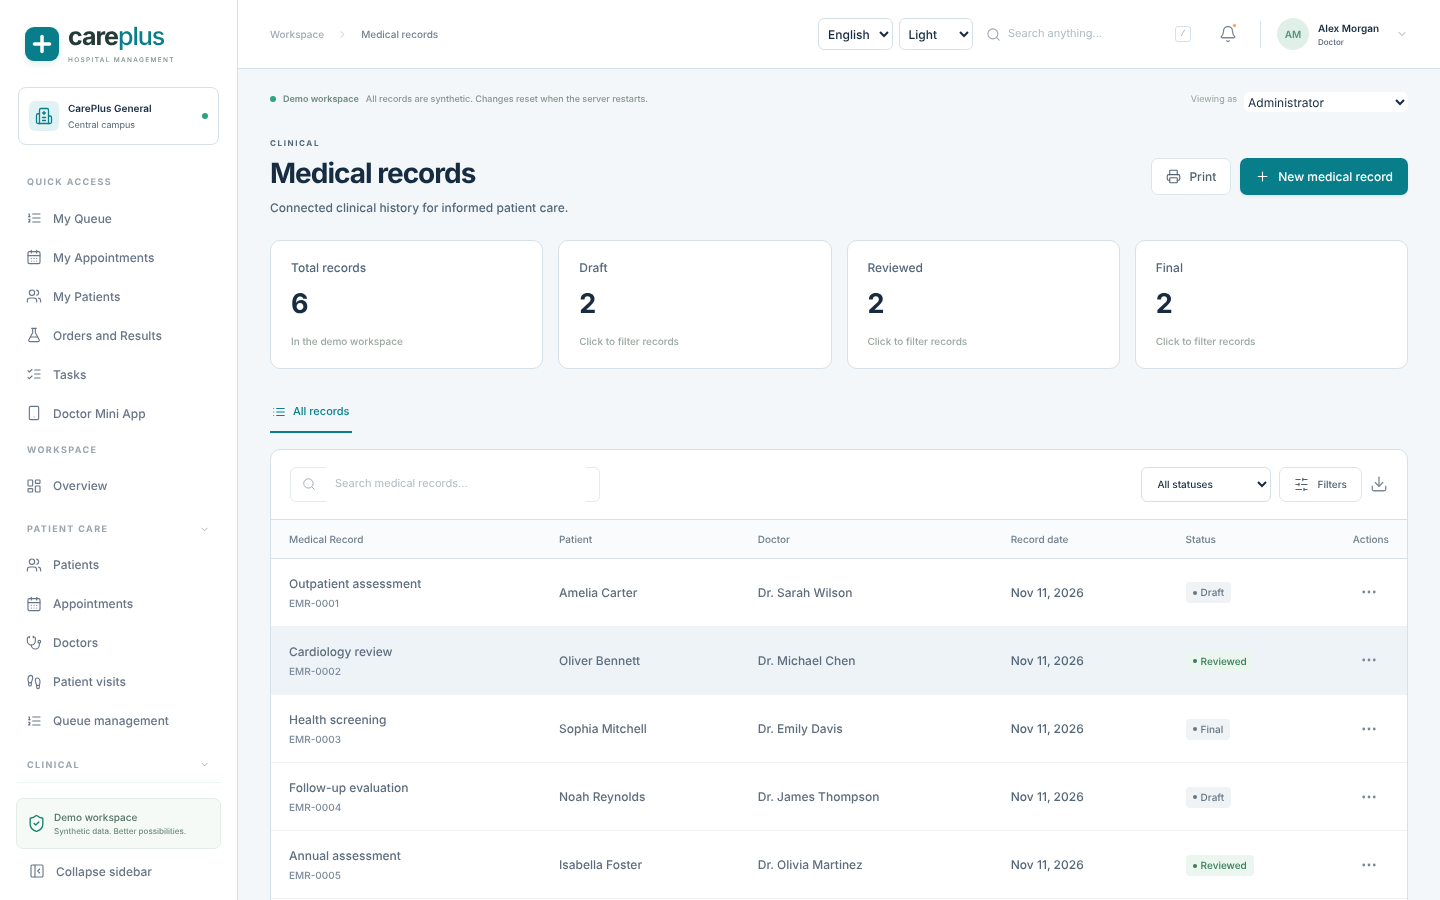 careplus
HOSPITAL MANAGEMENT
CarePlus General
Central campus
QUICK ACCESS
My Queue
My Appointments
My Patients
Orders and Results
Tasks
Doctor Mini App
WORKSPACE
Overview
PATIENT CARE
Patients
Appointments
Doctors
Patient visits
Queue management
CLINICAL
Demo workspace
Synthetic data. Better possibilities.
Collapse sidebar
Workspace Medical records
English Light Search anything... / AM Alex Morgan
Doctor
Demo workspace All records are synthetic. Changes reset when the server restarts. Viewing as Administrator
CLINICAL
Medical records
Connected clinical history for informed patient care.
Print New medical record
Total records
6
In the demo workspace
Draft
2
Click to filter records
Reviewed
2
Click to filter records
Final
2
Click to filter records
All records
Search medical records... All statuses Filters
Medical Record Patient Doctor Record date Status Actions
Outpatient assessment
EMR-0001 Amelia Carter Dr. Sarah Wilson Nov 11, 2026 Draft
Cardiology review
EMR-0002 Oliver Bennett Dr. Michael Chen Nov 11, 2026 Reviewed
Health screening
EMR-0003 Sophia Mitchell Dr. Emily Davis Nov 11, 2026 Final
Follow-up evaluation
EMR-0004 Noah Reynolds Dr. James Thompson Nov 11, 2026 Draft
Annual assessment
EMR-0005 Isabella Foster Dr. Olivia Martinez Nov 11, 2026 Reviewed